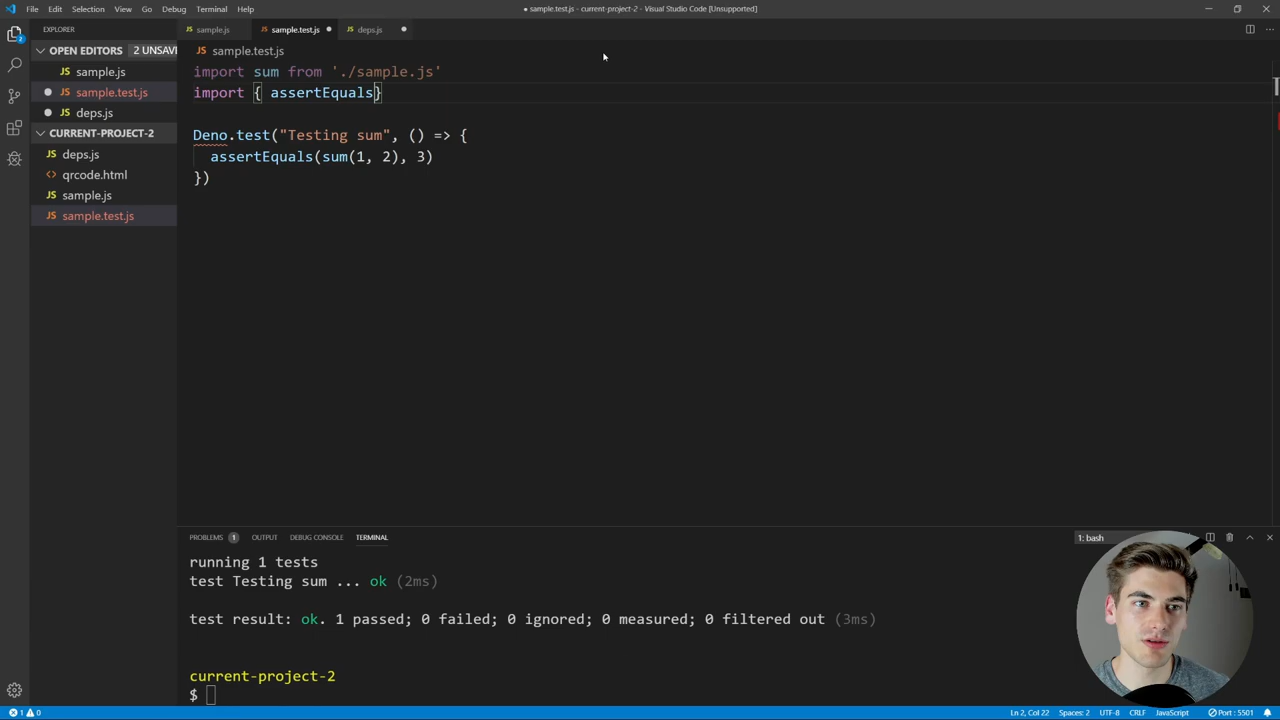 File Edit Selection View Go Debug Terminal Help
● sample.test.js - current-project-2 - Visual Studio Code [Unsupported]
EXPLORER
JS sample.js
JS sample.test.js ●
JS deps.js ●
OPEN EDITORS 2 UNSAV
JS sample.js
● JS sample.test.js
● JS deps.js
CURRENT-PROJECT-2
JS deps.js
<> qrcode.html
JS sample.js
JS sample.test.js
2
JS sample.test.js
import sum from './sample.js'
import { assertEquals}
Deno.test("Testing sum", () => {
assertEquals(sum(1, 2), 3)
})
PROBLEMS 1 OUTPUT DEBUG CONSOLE TERMINAL
1: bash
running 1 tests
test Testing sum ... ok (2ms)
test result: ok. 1 passed; 0 failed; 0 ignored; 0 measured; 0 filtered out (3ms)
current-project-2
$
1 0
Ln 2, Col 22 Spaces: 2 UTF-8 CRLF JavaScript Port : 5501